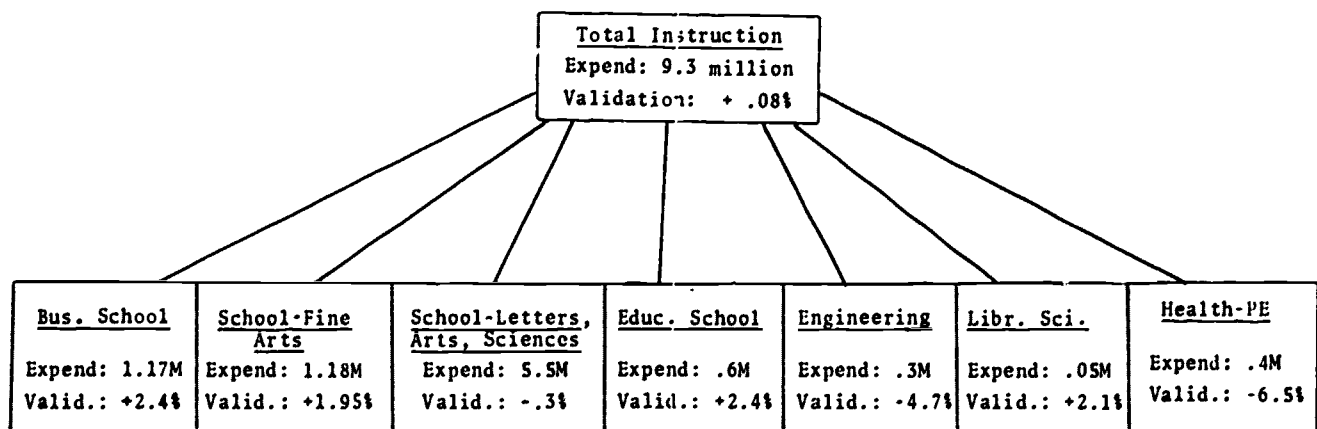 Total Instruction
Expend: 9.3 million
Validation: + .08%
Bus. School
Expend: 1.17M
Valid.: +2.4%
School-Fine
Arts
Expend: 1.18M
Valid.: +1.95%
School-Letters,
Arts, Sciences
Expend: 5.5M
Valid.: -.3%
Educ. School
Expend: .6M
Valid.: +2.4%
Engineering
Expend: .3M
Valid.: -4.7%
Libr. Sci.
Expend: .05M
Valid.: +2.1%
Health-PE
Expend: .4M
Valid.: -6.5%